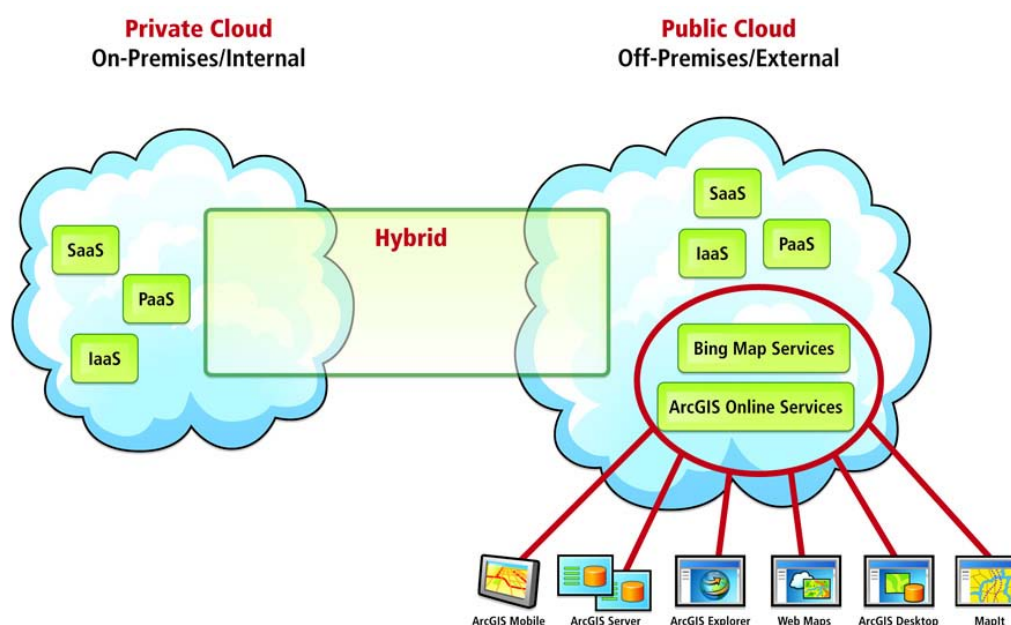 Private Cloud
On-Premises/Internal
Public Cloud
Off-Premises/External
SaaS
PaaS
IaaS
Hybrid
SaaS
IaaS
PaaS
Bing Map Services
ArcGIS Online Services
ArcGIS Mobile
ArcGIS Server
ArcGIS Explorer
Web Maps
ArcGIS Desktop
MapIt